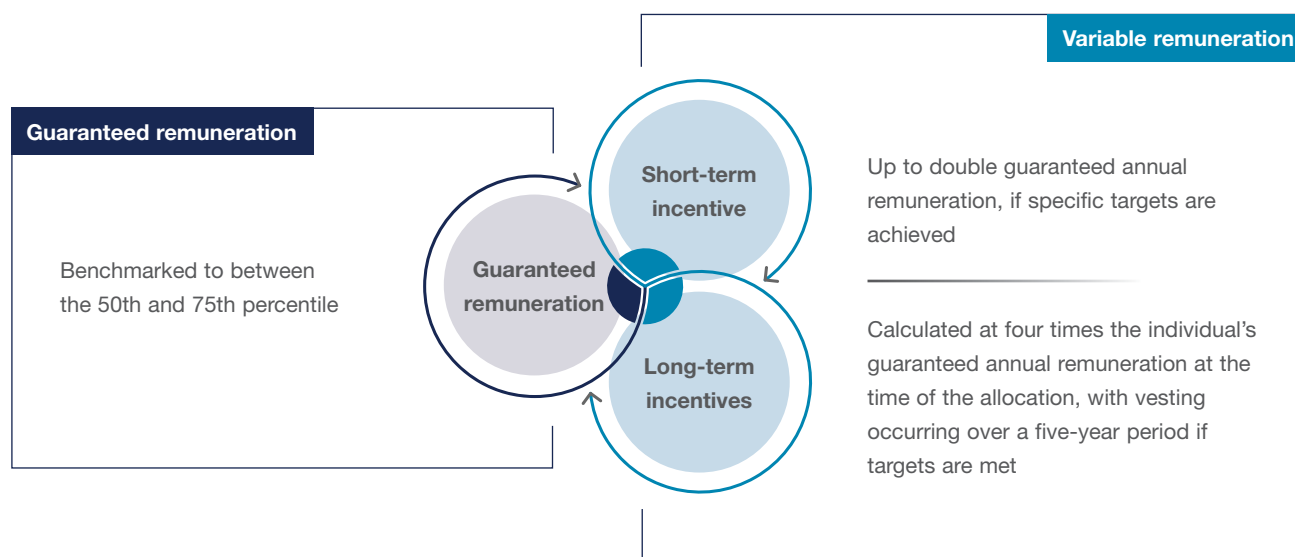 Variable remuneration
Guaranteed remuneration
Benchmarked to between
the 50th and 75th percentile
Guaranteed
remuneration
Short-term
incentive
Long-term
incentives
Up to double guaranteed annual
remuneration, if specific targets are
achieved
Calculated at four times the individual’s
guaranteed annual remuneration at the
time of the allocation, with vesting
occurring over a five-year period if
targets are met